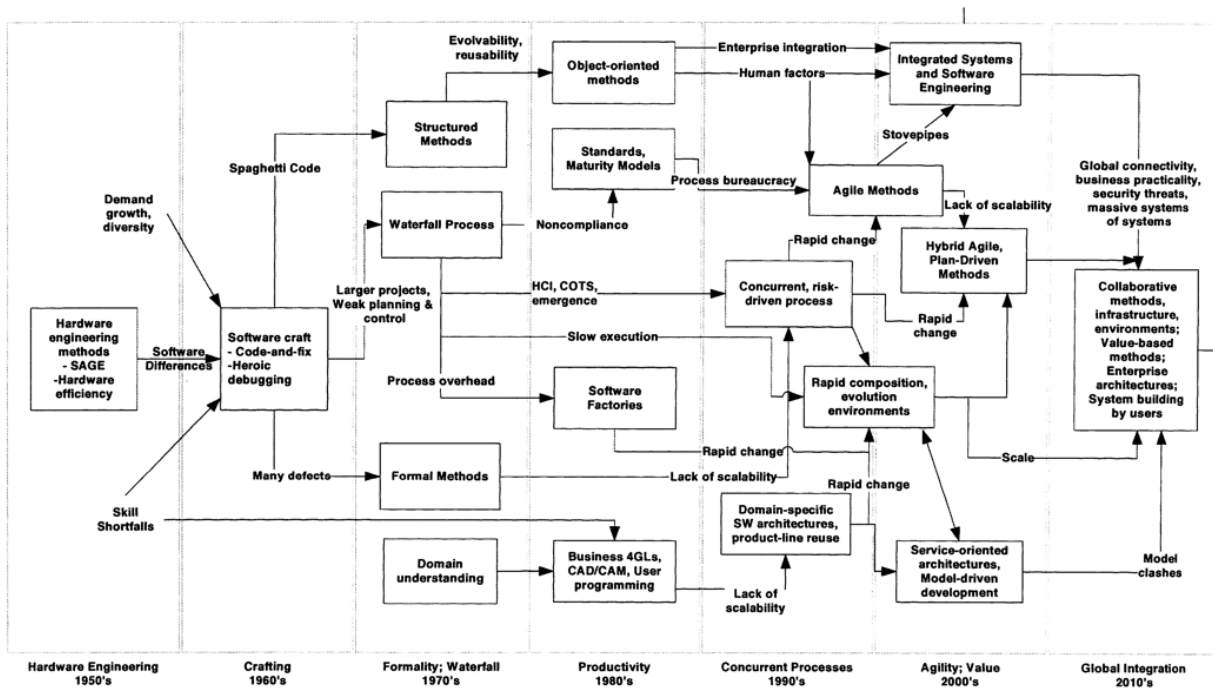 Evolvability,
reusability
Object-oriented
methods
Enterprise integration
Human factors
Integrated Systems
and Software
Engineering
Structured
Methods
Spaghetti Code
Standards,
Maturity Models
Process bureaucracy
Stovepipes
Agile Methods
Lack of scalability
Global connectivity,
business practicality,
security threats,
massive systems
of systems
Demand
growth,
diversity
Waterfall Process
Noncompliance
Rapid change
Hybrid Agile,
Plan-Driven
Methods
Larger projects,
Weak planning &
control
HCI, COTS,
emergence
Concurrent, risk-
driven process
Rapid
change
Collaborative
methods,
infrastructure,
environments;
Value-based
methods;
Enterprise
architectures;
System building
by users
Hardware
engineering
methods
- SAGE
-Hardware
efficiency
Software
Differences
Software craft
- Code-and-fix
-Heroic
debugging
Slow execution
Process overhead
Software
Factories
Rapid composition,
evolution
environments
Many defects
Formal Methods
Rapid change
Lack of scalability
Rapid change
Scale
Skill
Shortfalls
Domain-specific
SW architectures,
product-line reuse
Domain
understanding
Business 4GLs,
CAD/CAM, User
programming
Lack of
scalability
Service-oriented
architectures,
Model-driven
development
Model
clashes
Hardware Engineering
1950's
Crafting
1960's
Formality; Waterfall
1970's
Productivity
1980's
Concurrent Processes
1990's
Agility; Value
2000's
Global Integration
2010's